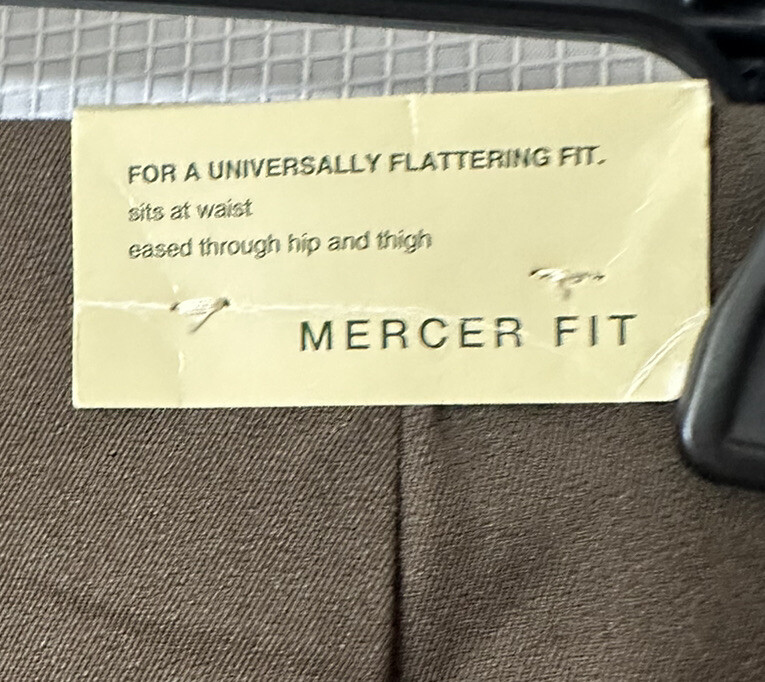 FOR A UNIVERSALLY FLATTERING FIT.
sits at waist
eased through hip and thigh
MERCER FIT